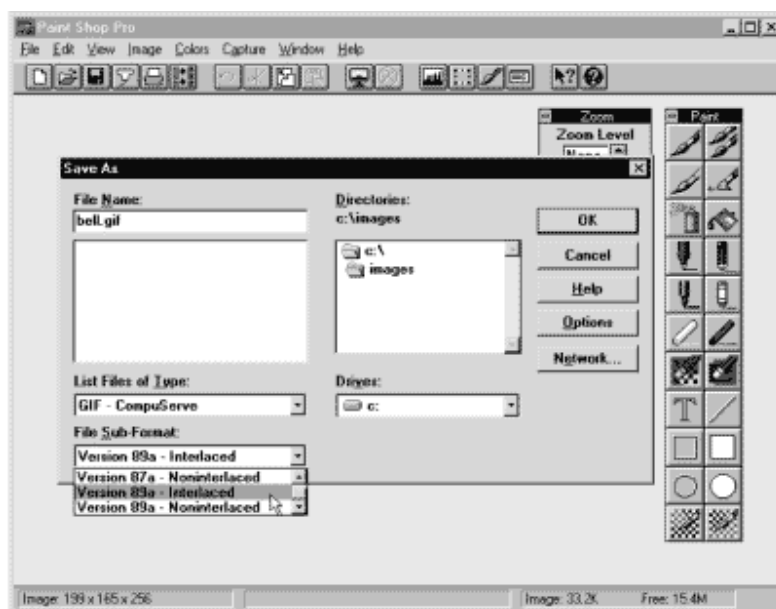 Paint Shop Pro
File Edit View Image Colors Capture Window Help
Zoom
Paint
Zoom Level
None
Save As
File Name:
bell.gif
Directories:
c:\images
c:\
images
OK
Cancel
Help
Options
Network...
List Files of Type:
GIF - CompuServe
Drives:
c:
File Sub-Format:
Version 89a - Interlaced
Version 87a - Noninterlaced
Version 89a - Interlaced
Version 89a - Noninterlaced
T
Image: 199 x 165 x 256
Image: 33.2K
Free: 15.4M